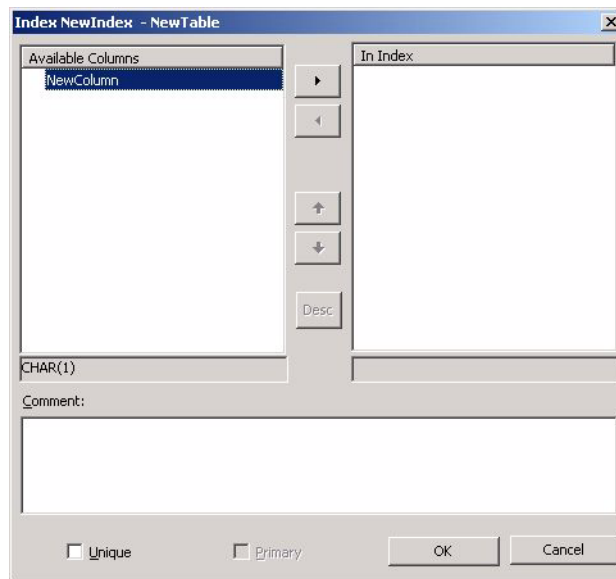 Index NewIndex - NewTable
Available Columns
In Index
NewColumn
Desc
CHAR(1)
Comment:
Unique
Primary
OK
Cancel